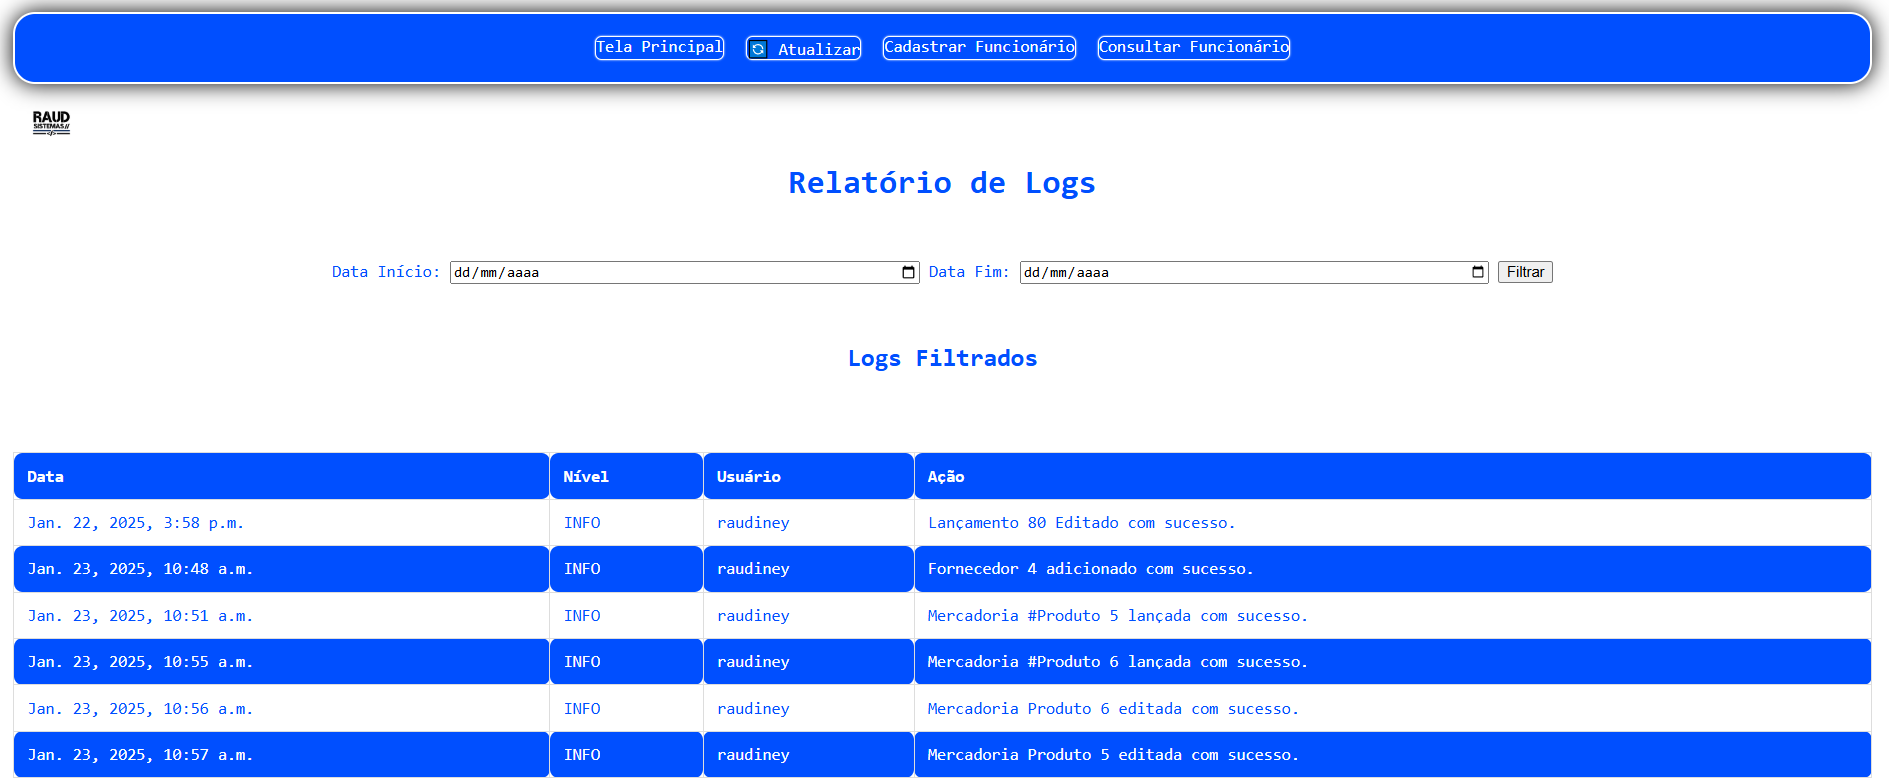 Tela Principal 🔄 Atualizar Cadastrar Funcionário Consultar Funcionário
RAUD
SISTEMAS//
</>
Relatório de Logs
Data Início: dd/mm/aaaa Data Fim: dd/mm/aaaa Filtrar
Logs Filtrados
Data Nível Usuário Ação
Jan. 22, 2025, 3:58 p.m. INFO raudiney Lançamento 80 Editado com sucesso.
Jan. 23, 2025, 10:48 a.m. INFO raudiney Fornecedor 4 adicionado com sucesso.
Jan. 23, 2025, 10:51 a.m. INFO raudiney Mercadoria #Produto 5 lançada com sucesso.
Jan. 23, 2025, 10:55 a.m. INFO raudiney Mercadoria #Produto 6 lançada com sucesso.
Jan. 23, 2025, 10:56 a.m. INFO raudiney Mercadoria Produto 6 editada com sucesso.
Jan. 23, 2025, 10:57 a.m. INFO raudiney Mercadoria Produto 5 editada com sucesso.